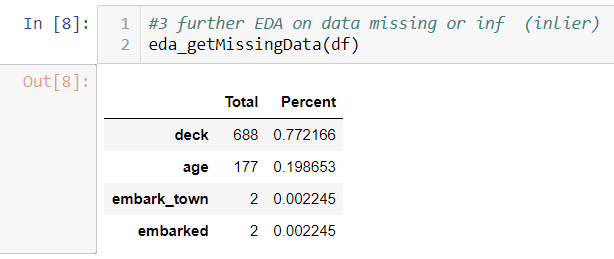 In [8]:
1 #3 further EDA on data missing or inf  (inlier)
2 eda_getMissingData(df)
Out[8]:
Total Percent
deck 688 0.772166
age 177 0.198653
embark_town 2 0.002245
embarked 2 0.002245